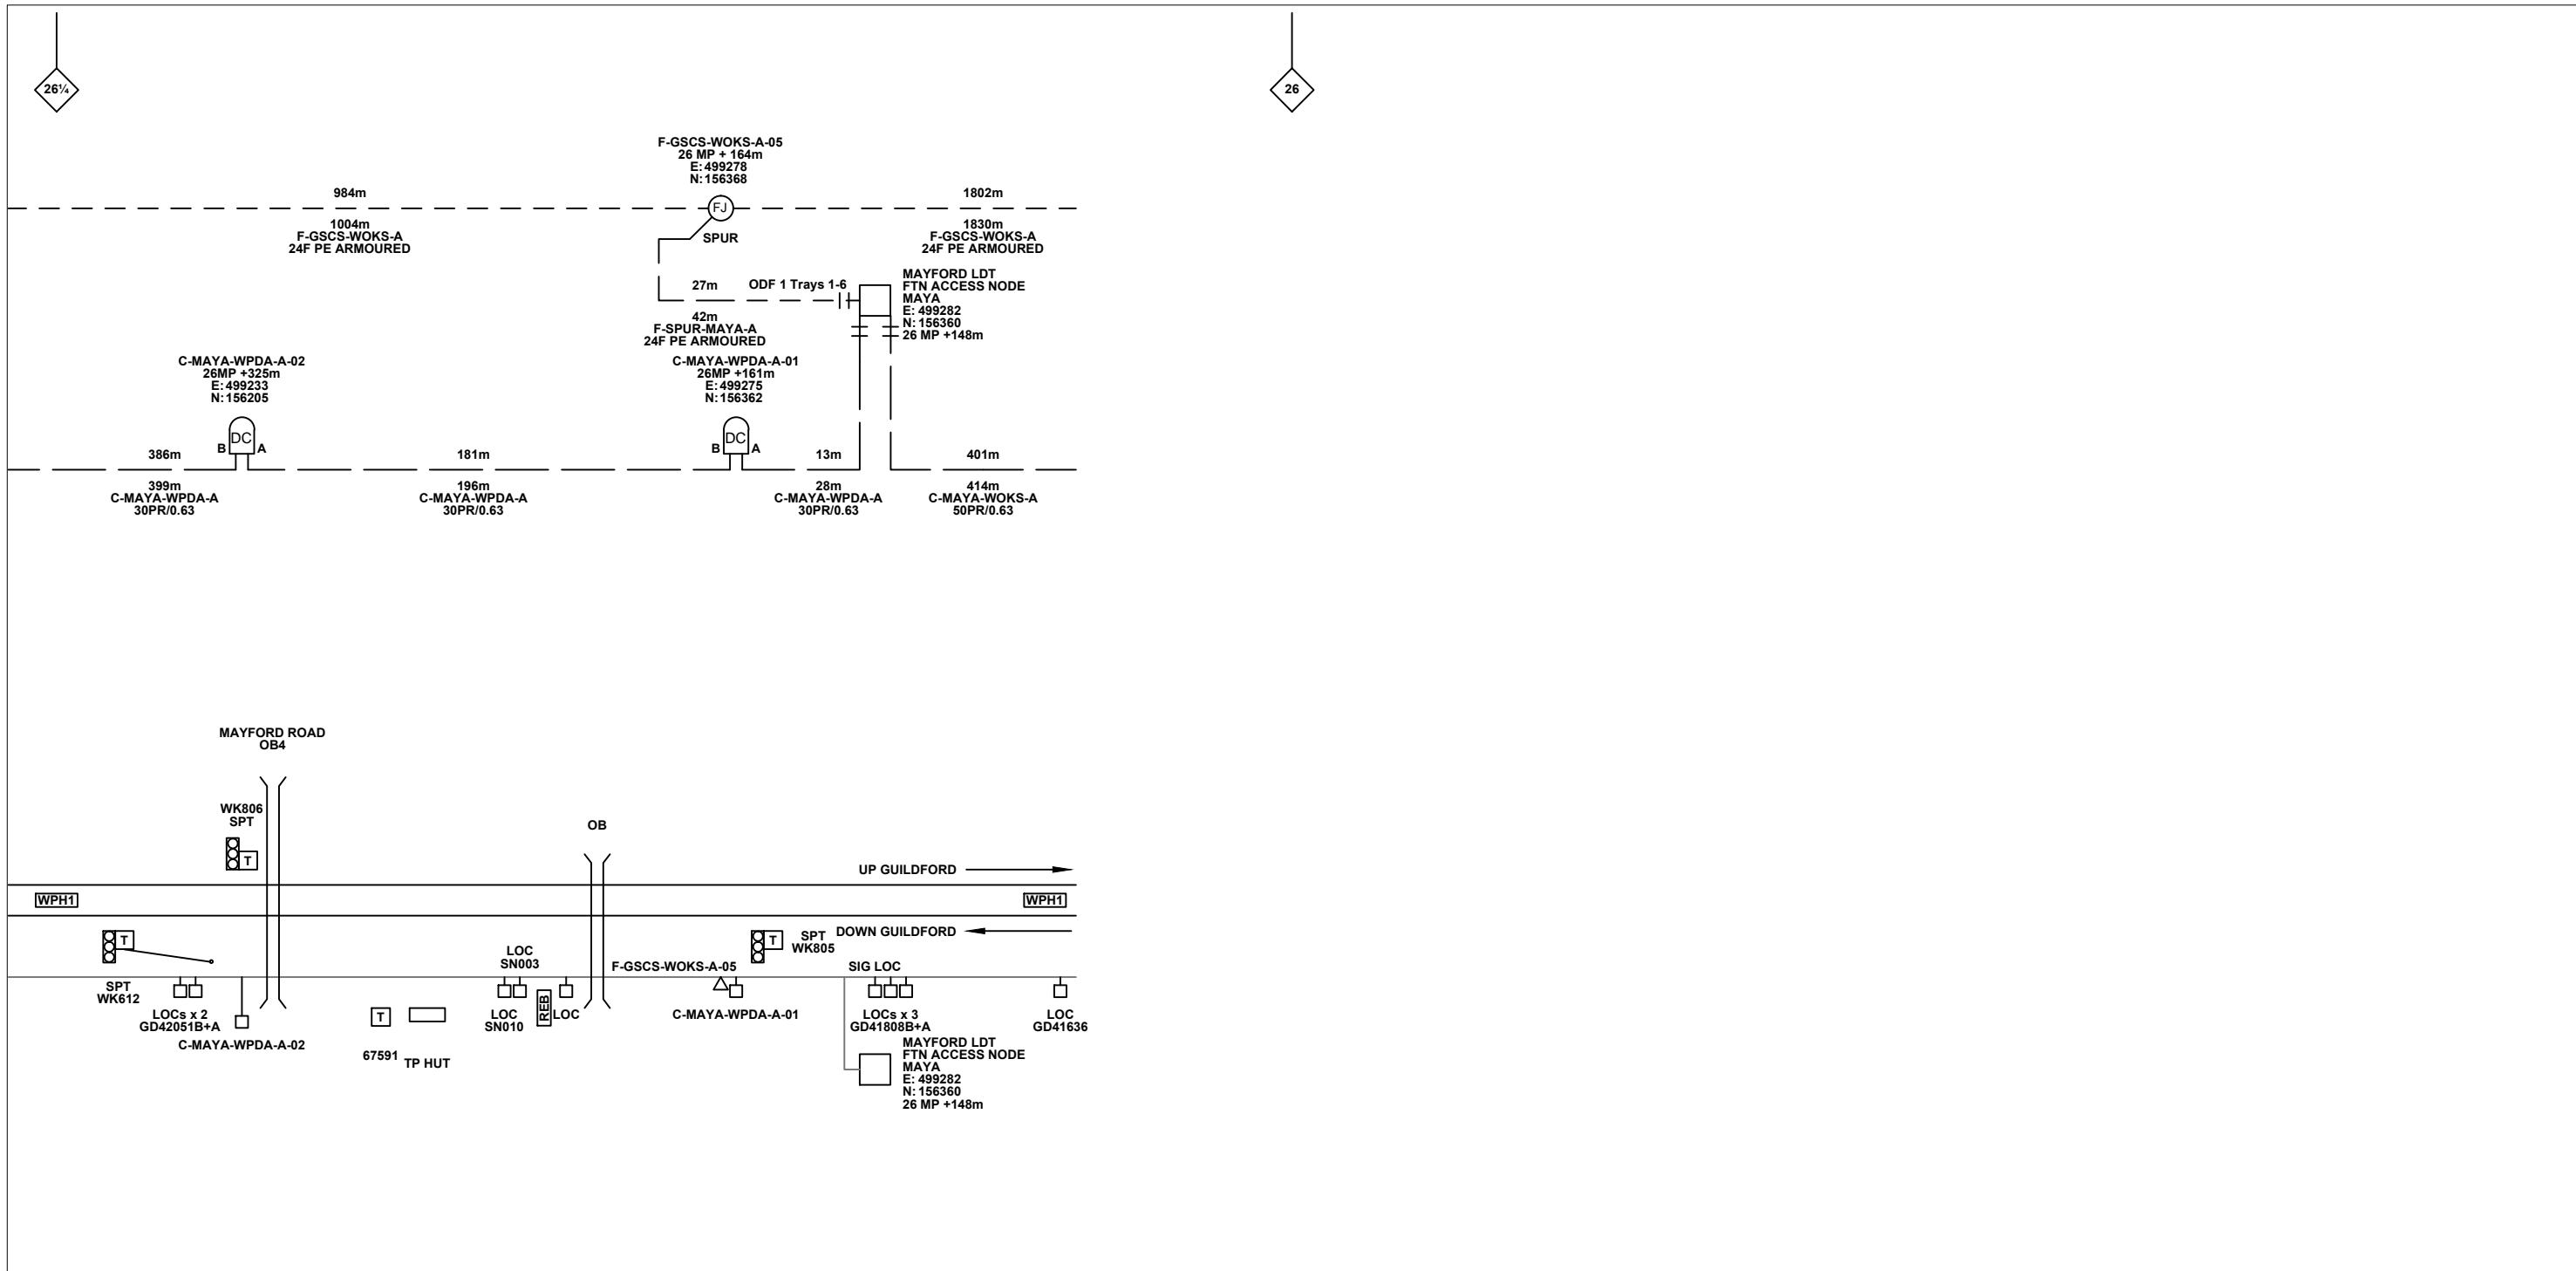 26¼
26
F-GSCS-WOKS-A-05
26 MP + 164m
E: 499278
N: 156368
984m
1802m
FJ
1004m
F-GSCS-WOKS-A
24F PE ARMOURED
SPUR
1830m
F-GSCS-WOKS-A
24F PE ARMOURED
27m
ODF 1 Trays 1-6
MAYFORD LDT
FTN ACCESS NODE
MAYA
E: 499282
N: 156360
26 MP +148m
42m
F-SPUR-MAYA-A
24F PE ARMOURED
C-MAYA-WPDA-A-02
26MP +325m
E: 499233
N: 156205
C-MAYA-WPDA-A-01
26MP +161m
E: 499275
N: 156362
B DC A
B DC A
386m
181m
13m
401m
399m
C-MAYA-WPDA-A
30PR/0.63
196m
C-MAYA-WPDA-A
30PR/0.63
28m
C-MAYA-WPDA-A
30PR/0.63
414m
C-MAYA-WOKS-A
50PR/0.63
MAYFORD ROAD
OB4
WK806
SPT
T
OB
UP GUILDFORD
WPH1
WPH1
DOWN GUILDFORD
T
T
SPT
WK805
LOC
SN003
F-GSCS-WOKS-A-05
SIG LOC
SPT
WK612
LOCs x 2
GD42051B+A
C-MAYA-WPDA-A-02
T
67591
TP HUT
LOC
SN010
REB
LOC
C-MAYA-WPDA-A-01
LOCs x 3
GD41808B+A
LOC
GD41636
MAYFORD LDT
FTN ACCESS NODE
MAYA
E: 499282
N: 156360
26 MP +148m